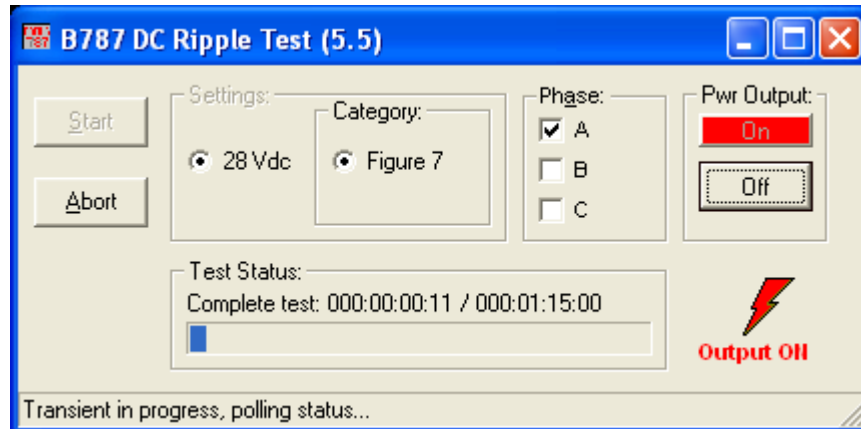 B787 DC Ripple Test (5.5)
Start
Abort
Settings:
28 Vdc
Category:
Figure 7
Phase:
A
B
C
Pwr Output:
On
Off
Test Status:
Complete test: 000:00:00:11 / 000:01:15:00
Output ON
Transient in progress, polling status...